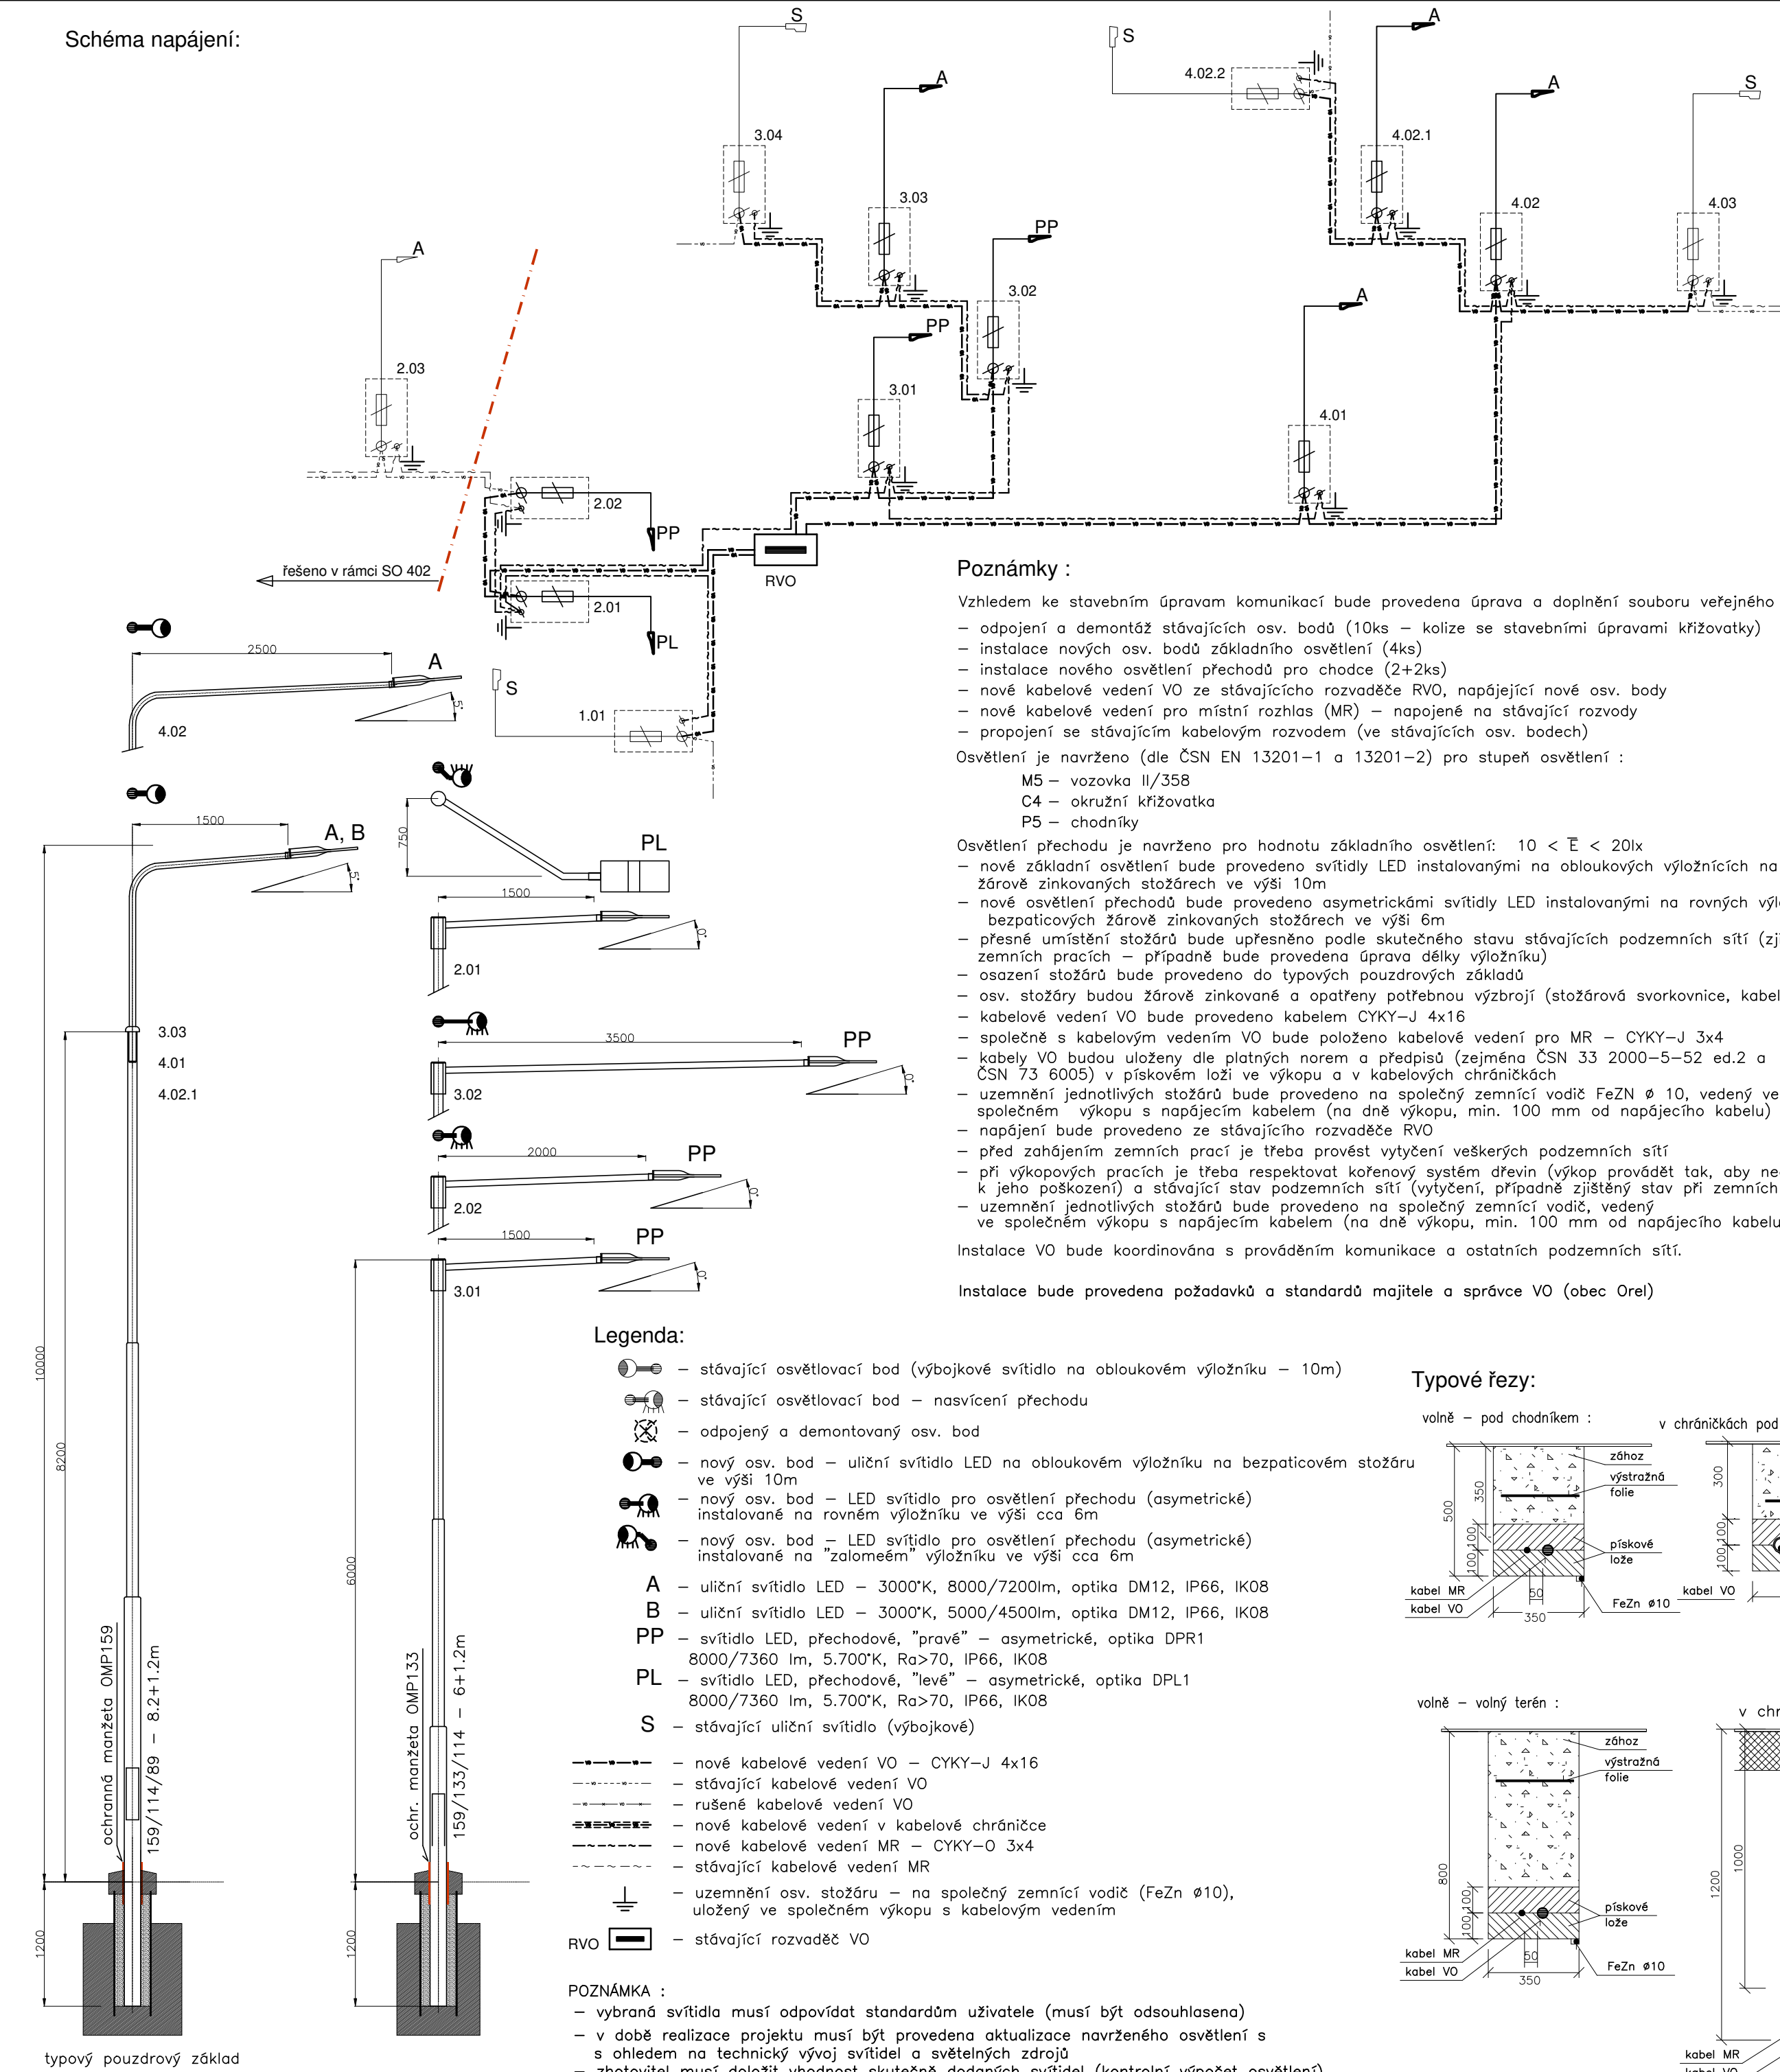 Schéma napájení:
S
A
S
A
A
S
4.02.2
3.04
4.02.1
3.03
4.02
4.03
PP
A
3.02
A
PP
2.03
3.01
4.01
2.02
PP
řešeno v rámci SO 402
RVO
2.01
PL
S
1.01
2500
A
5°
4.02
1500
A, B
5°
750
PL
1500
0°
2.01
3500
PP
0°
3.02
2000
PP
0°
2.02
1500
PP
0°
3.01
3.03
4.01
4.02.1
10000
8200
6000
1200
1200
ochranná manžeta OMP159
159/114/89 – 8.2+1.2m
ochr. manžeta OMP133
159/133/114 – 6+1.2m
typový pouzdrový základ
Poznámky :
Vzhledem ke stavebním úpravam komunikací bude provedena úprava a doplnění souboru veřejného
– odpojení a demontáž stávajících osv. bodů (10ks – kolize se stavebními úpravami křižovatky)
– instalace nových osv. bodů základního osvětlení (4ks)
– instalace nového osvětlení přechodů pro chodce (2+2ks)
– nové kabelové vedení VO ze stávajícícho rozvaděče RVO, napájející nové osv. body
– nové kabelové vedení pro místní rozhlas (MR) – napojené na stávající rozvody
– propojení se stávajícím kabelovým rozvodem (ve stávajících osv. bodech)
Osvětlení je navrženo (dle ČSN EN 13201–1 a 13201–2) pro stupeň osvětlení :
M5 – vozovka II/358
C4 – okružní křižovatka
P5 – chodníky
Osvětlení přechodu je navrženo pro hodnotu základního osvětlení: 10 < E̅ < 20lx
– nové základní osvětlení bude provedeno svítidly LED instalovanými na obloukových výložnících na
žárově zinkovaných stožárech ve výši 10m
– nové osvětlení přechodů bude provedeno asymetrickámi svítidly LED instalovanými na rovných výlo
bezpaticových žárově zinkovaných stožárech ve výši 6m
– přesné umístění stožárů bude upřesněno podle skutečného stavu stávajících podzemních sítí (zji
zemních pracích – případně bude provedena úprava délky výložníku)
– osazení stožárů bude provedeno do typových pouzdrových základů
– osv. stožáry budou žárově zinkované a opatřeny potřebnou výzbrojí (stožárová svorkovnice, kabel
– kabelové vedení VO bude provedeno kabelem CYKY–J 4x16
– společně s kabelovým vedením VO bude položeno kabelové vedení pro MR – CYKY–J 3x4
– kabely VO budou uloženy dle platných norem a předpisů (zejména ČSN 33 2000–5–52 ed.2 a
ČSN 73 6005) v pískovém loži ve výkopu a v kabelových chráničkách
– uzemnění jednotlivých stožárů bude provedeno na společný zemnící vodič FeZN ø 10, vedený ve
společném výkopu s napájecím kabelem (na dně výkopu, min. 100 mm od napájecího kabelu)
– napájení bude provedeno ze stávajícího rozvaděče RVO
– před zahájením zemních prací je třeba provést vytyčení veškerých podzemních sítí
– při výkopových pracích je třeba respektovat kořenový systém dřevin (výkop provádět tak, aby ne
k jeho poškození) a stávající stav podzemních sítí (vytyčení, případně zjištěný stav při zemních
– uzemnění jednotlivých stožárů bude provedeno na společný zemnící vodič, vedený
ve společném výkopu s napájecím kabelem (na dně výkopu, min. 100 mm od napájecího kabelu
Instalace VO bude koordinována s prováděním komunikace a ostatních podzemních sítí.
Instalace bude provedena požadavků a standardů majitele a správce VO (obec Orel)
Legenda:
– stávající osvětlovací bod (výbojkové svítidlo na obloukovém výložníku – 10m)
– stávající osvětlovací bod – nasvícení přechodu
– odpojený a demontovaný osv. bod
– nový osv. bod – uliční svítidlo LED na obloukovém výložníku na bezpaticovém stožáru
ve výši 10m
– nový osv. bod – LED svítidlo pro osvětlení přechodu (asymetrické)
instalované na rovném výložníku ve výši cca 6m
– nový osv. bod – LED svítidlo pro osvětlení přechodu (asymetrické)
instalované na "zalomeém" výložníku ve výši cca 6m
A – uliční svítidlo LED – 3000°K, 8000/7200lm, optika DM12, IP66, IK08
B – uliční svítidlo LED – 3000°K, 5000/4500lm, optika DM12, IP66, IK08
PP – svítidlo LED, přechodové, "pravé" – asymetrické, optika DPR1
8000/7360 lm, 5.700°K, Ra>70, IP66, IK08
PL – svítidlo LED, přechodové, "levé" – asymetrické, optika DPL1
8000/7360 lm, 5.700°K, Ra>70, IP66, IK08
S – stávající uliční svítidlo (výbojkové)
– nové kabelové vedení VO – CYKY–J 4x16
– stávající kabelové vedení VO
– rušené kabelové vedení VO
– nové kabelové vedení v kabelové chráničce
– nové kabelové vedení MR – CYKY–O 3x4
– stávající kabelové vedení MR
– uzemnění osv. stožáru – na společný zemnící vodič (FeZn ø10),
uložený ve společném výkopu s kabelovým vedením
RVO – stávající rozvaděč VO
POZNÁMKA :
– vybraná svítidla musí odpovídat standardům uživatele (musí být odsouhlasena)
– v době realizace projektu musí být provedena aktualizace navrženého osvětlení s
s ohledem na technický vývoj svítidel a světelných zdrojů
– zhotovitel musí doložit vhodnost skutečně dodaných svítidel (kontrolní výpočet osvětlení)
Typové řezy:
volně – pod chodníkem :
zához
výstražná
folie
pískové
lože
500
350
100
100
50
350
kabel MR
kabel VO
FeZn ø10
v chráničkách pod
300
100
100
kabel VO
volně – volný terén :
zához
výstražná
folie
pískové
lože
800
100
100
50
350
kabel MR
kabel VO
FeZn ø10
v chr
1200
1000
kabel MR
kabel VO